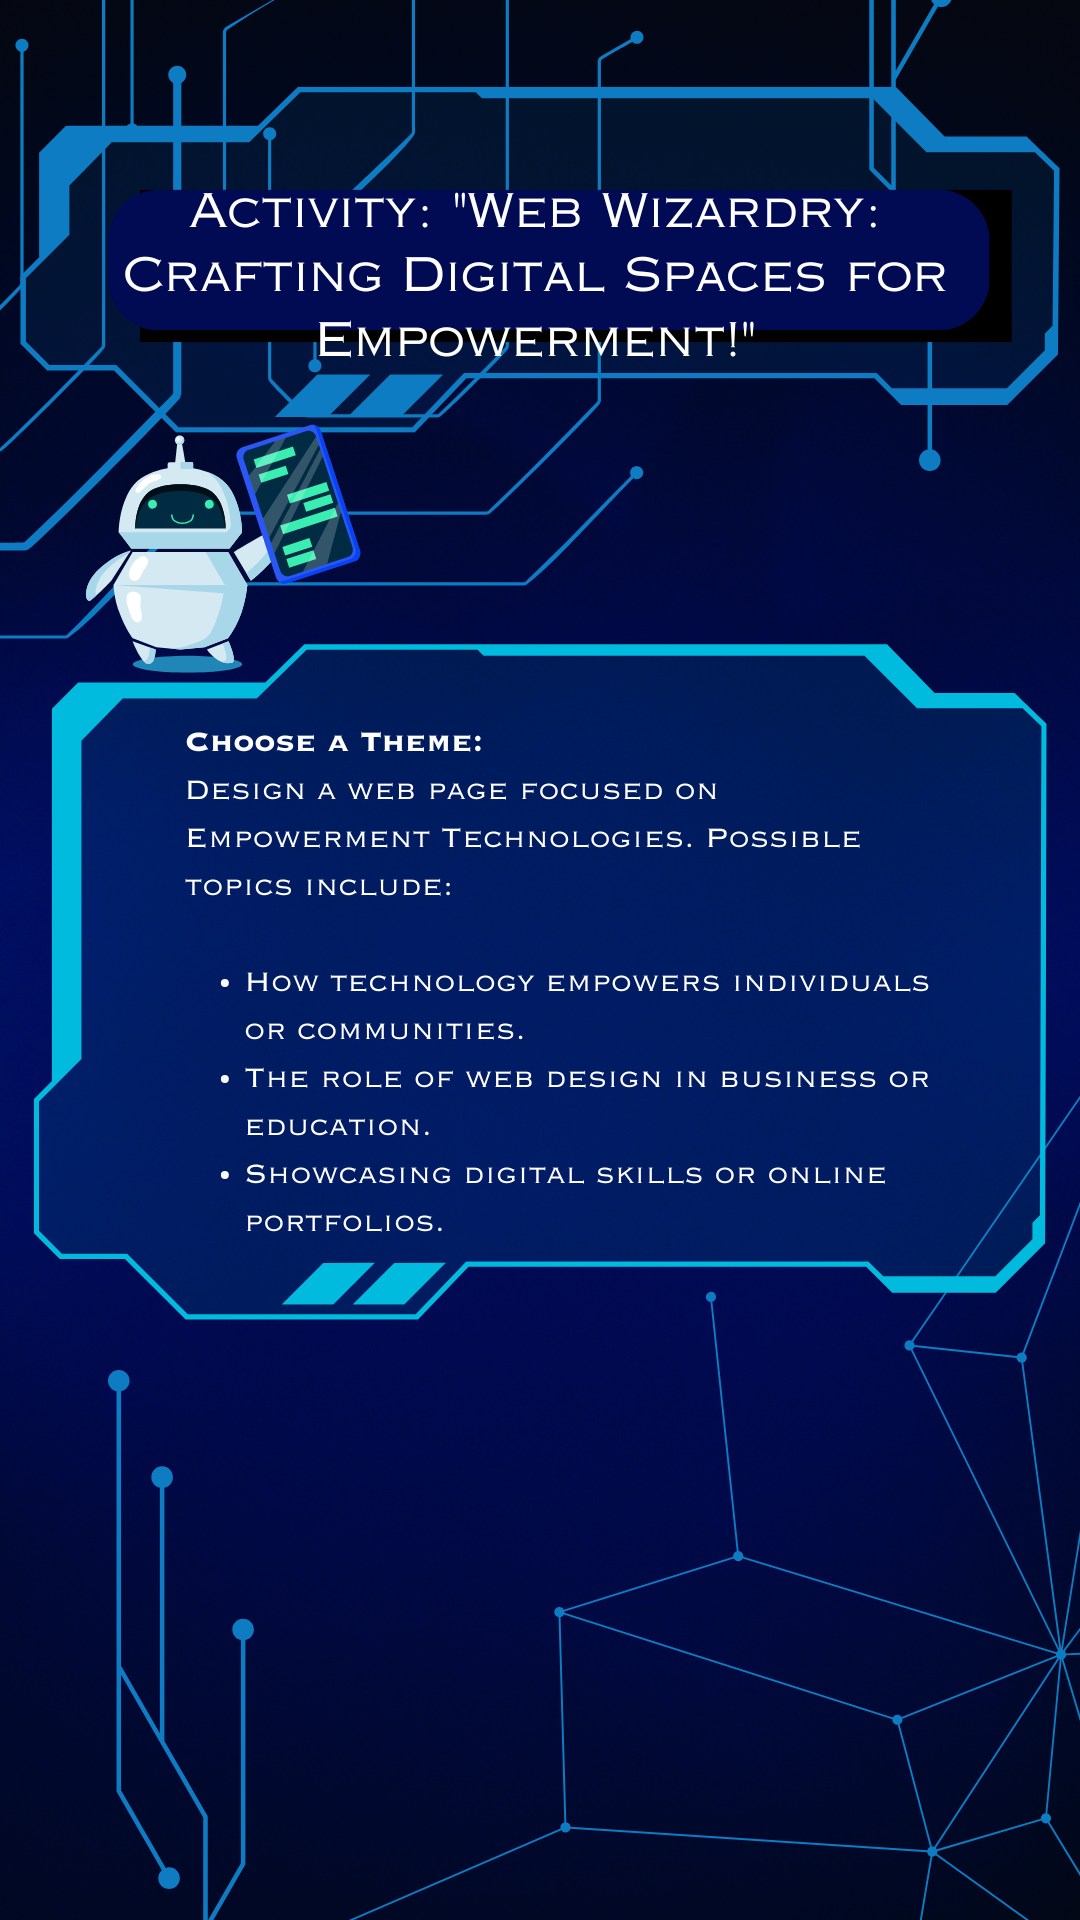 Activity: "Web Wizardry:
Crafting Digital Spaces for
Empowerment!"
Choose a Theme:
Design a web page focused on
Empowerment Technologies. Possible
topics include:
• How technology empowers individuals
or communities.
• The role of web design in business or
education.
• Showcasing digital skills or online
portfolios.